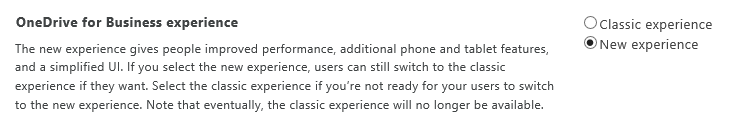 OneDrive for Business experience
The new experience gives people improved performance, additional phone and tablet features,
and a simplified UI. If you select the new experience, users can still switch to the classic
experience if they want. Select the classic experience if you're not ready for your users to switch
to the new experience. Note that eventually, the classic experience will no longer be available.
Classic experience
New experience